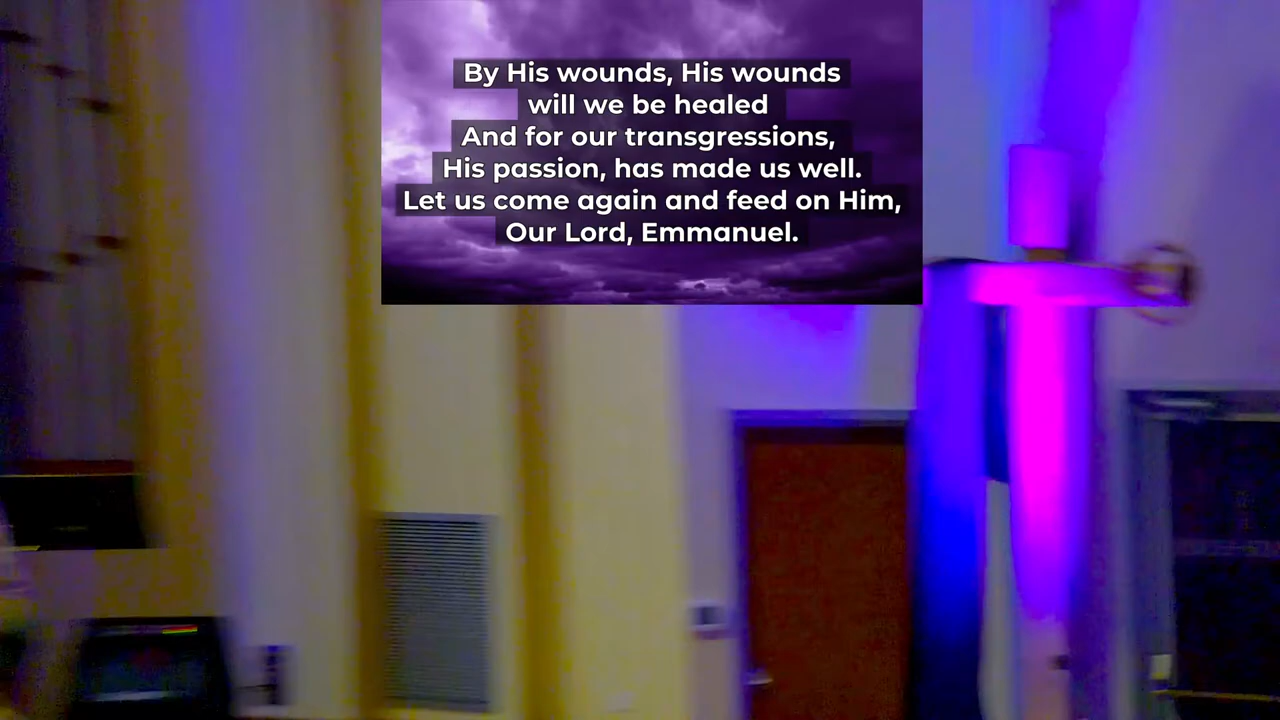 By His wounds, His wounds
will we be healed
And for our transgressions,
His passion, has made us well.
Let us come again and feed on Him,
Our Lord, Emmanuel.